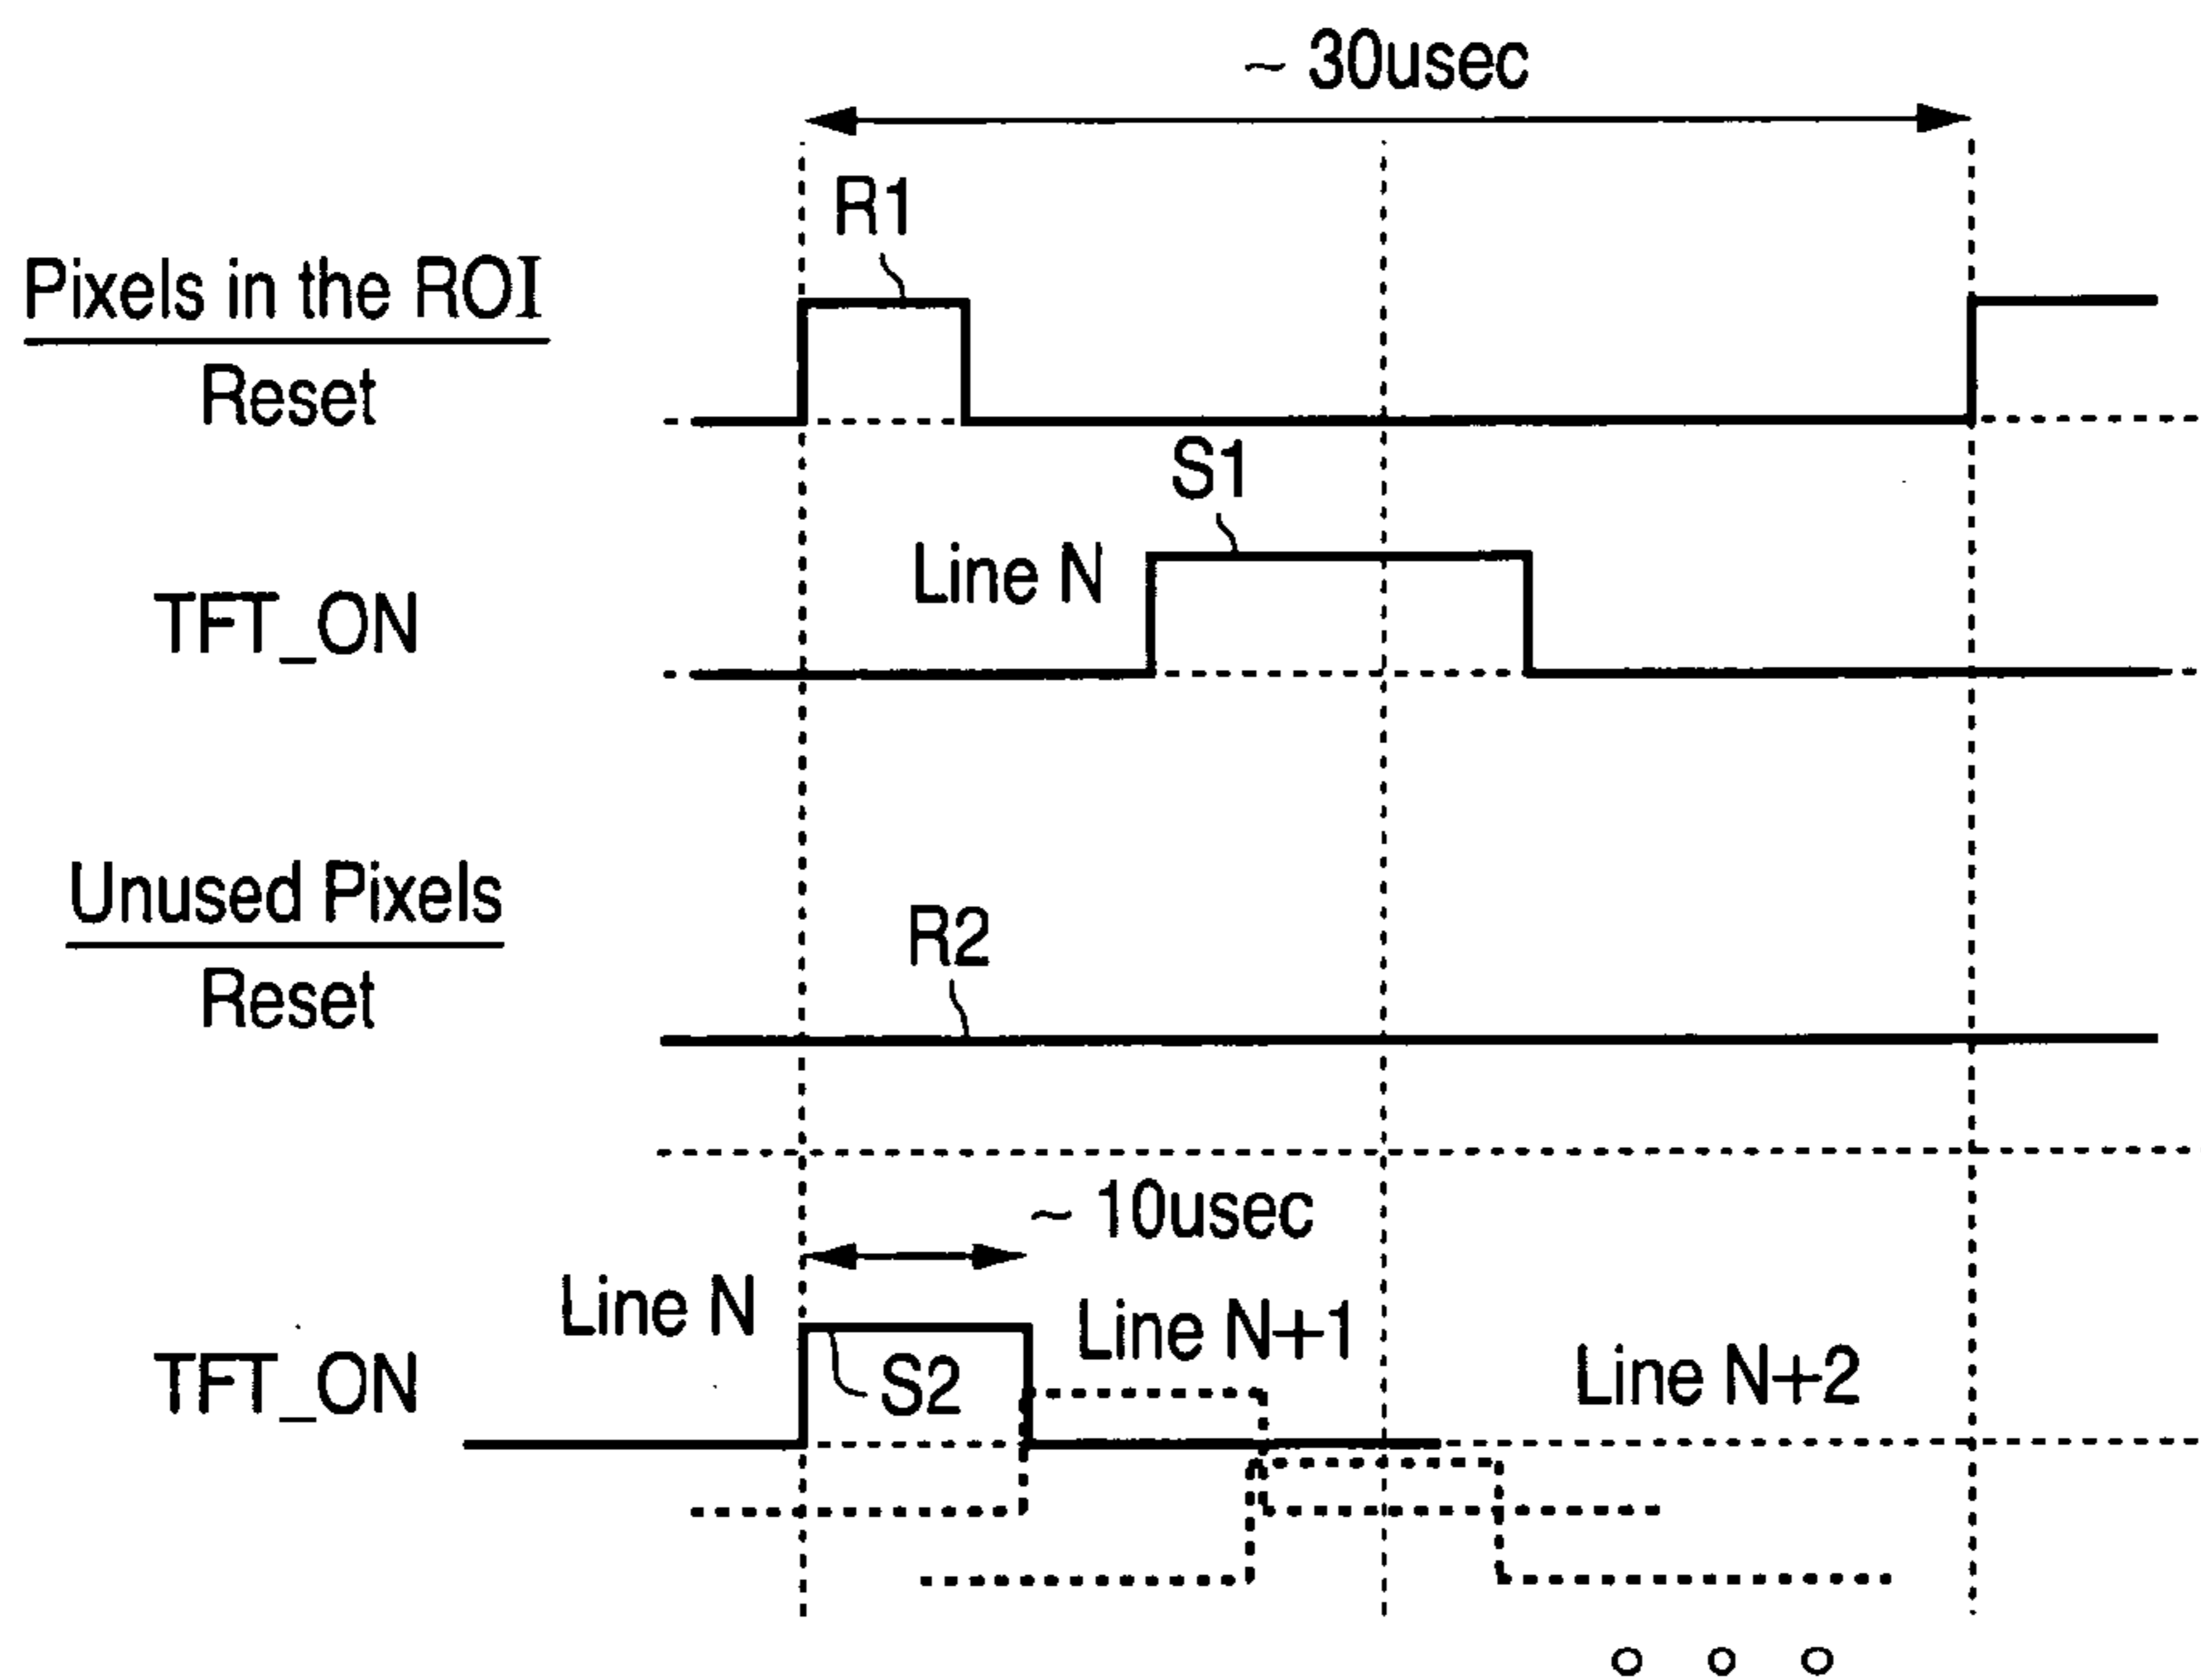 ~ 30usec
R1
Pixels in the ROI
Reset
S1
Line N
TFT_ON
Unused Pixels
R2
Reset
~ 10usec
Line N
Line N+1
S2
Line N+2
TFT_ON